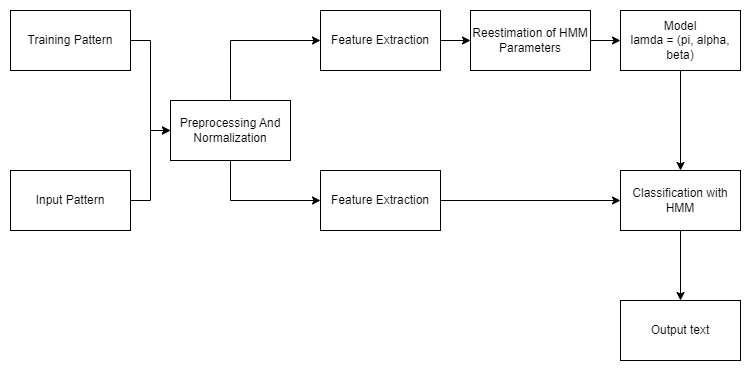 Training Pattern
Feature Extraction
Reestimation of HMM
Parameters
Model
lamda = (pi, alpha,
beta)
Preprocessing And
Normalization
Input Pattern
Feature Extraction
Classification with
HMM
Output text